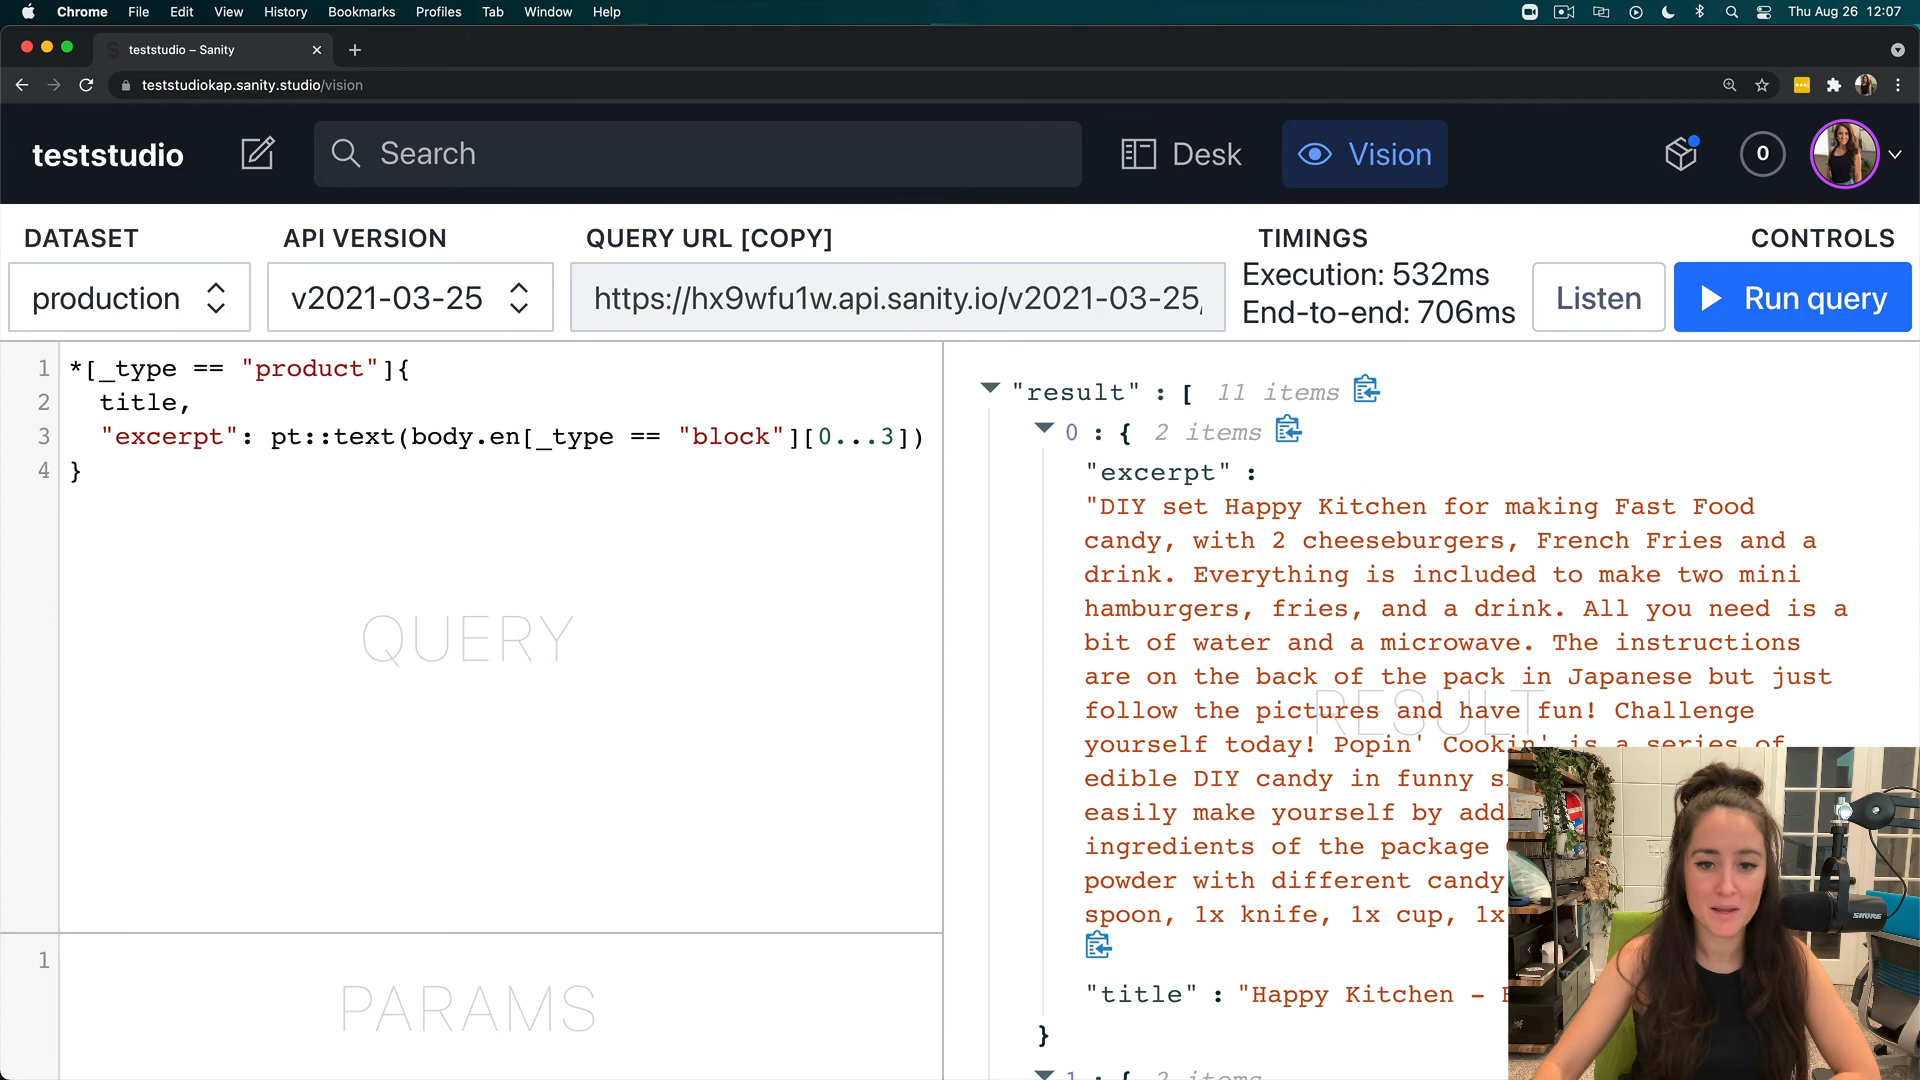 Chrome File Edit View History Bookmarks Profiles Tab Window Help Thu Aug 26 12:07
teststudio – Sanity
teststudiokap.sanity.studio/vision
teststudio Search Desk Vision 0
DATASET API VERSION QUERY URL [COPY] TIMINGS CONTROLS
production v2021-03-25 https://hx9wfu1w.api.sanity.io/v2021-03-25, Execution: 532ms Listen Run query
End-to-end: 706ms
1 *[_type == "product"]{
2 title,
3 "excerpt": pt::text(body.en[_type == "block"][0...3])
4 }
QUERY
1
PARAMS
"result" : [ 11 items
0 : { 2 items
"excerpt" :
"DIY set Happy Kitchen for making Fast Food
candy, with 2 cheeseburgers, French Fries and a
drink. Everything is included to make two mini
hamburgers, fries, and a drink. All you need is a
bit of water and a microwave. The instructions
are on the back of the pack in Japanese but just
follow the pictures and have fun! Challenge
RESULT
yourself today! Popin' Cookin' is a series of
edible DIY candy in funny s
easily make yourself by add
ingredients of the package
powder with different candy
spoon, 1x knife, 1x cup, 1x
"title" : "Happy Kitchen -
}
1 : { 2 items
SHURE